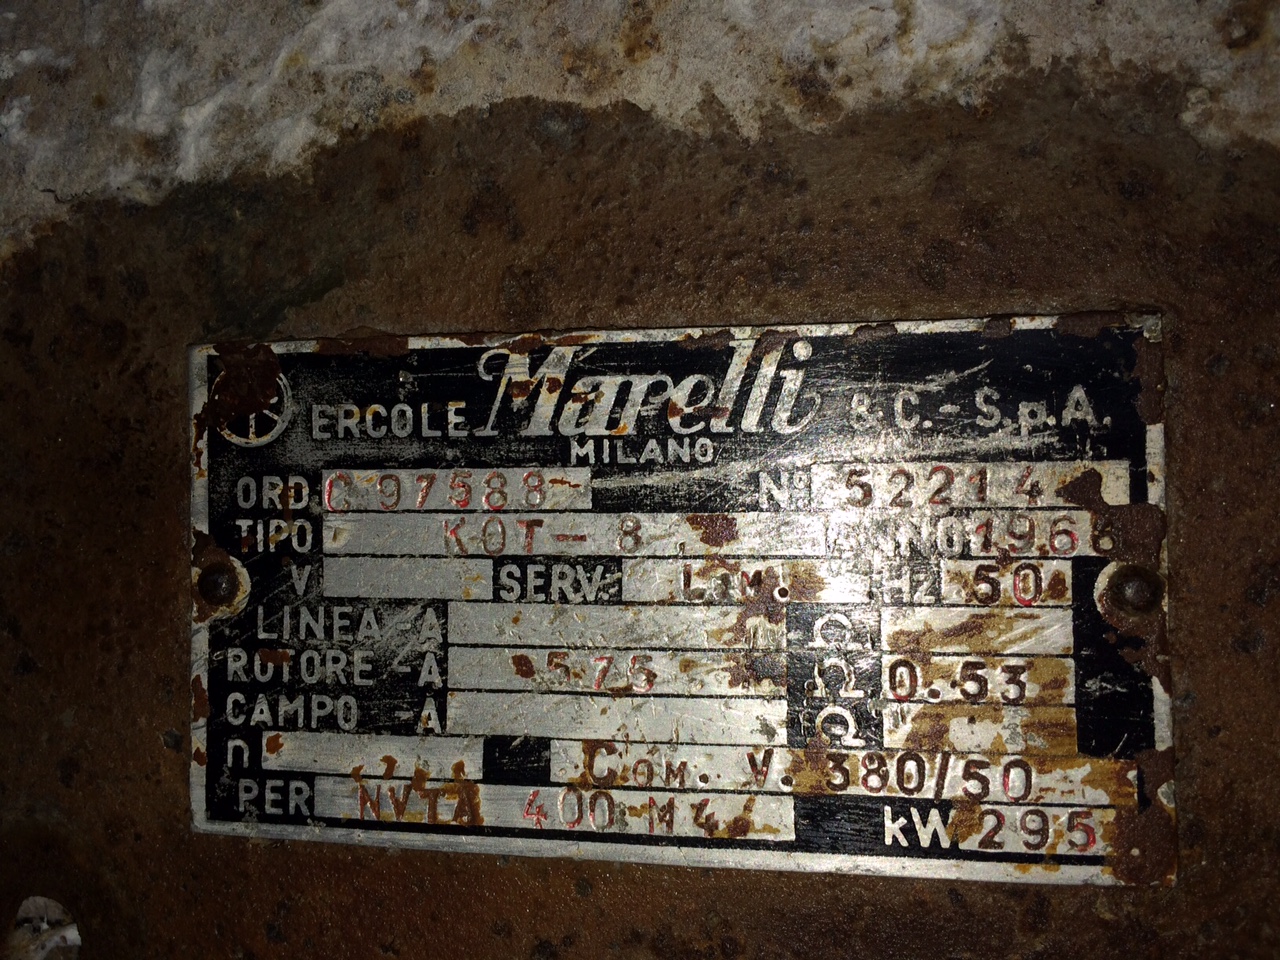 ERCOLE Marelli & C.-S.p.A.
MILANO
ORD. C 97588 No. 52214
TIPO KOT-8 ANNO 1966
V SERV. LIM. Hz 50
LINEA-A Ω
ROTORE-A 575 Ω 0.53
CAMPO-A Ω
n COM. V. 380/50
PER NVTA 400 M4 kW 295